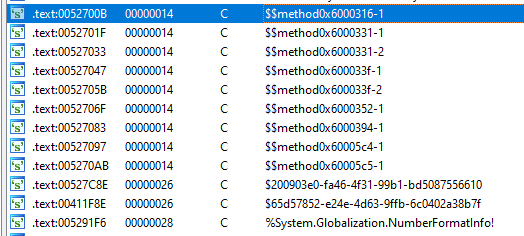 's' .text:0052700B 00000014 C $$method0x6000316-1
's' .text:0052701F 00000014 C $$method0x6000331-1
's' .text:00527033 00000014 C $$method0x6000331-2
's' .text:00527047 00000014 C $$method0x600033f-1
's' .text:0052705B 00000014 C $$method0x600033f-2
's' .text:0052706F 00000014 C $$method0x6000352-1
's' .text:00527083 00000014 C $$method0x6000394-1
's' .text:00527097 00000014 C $$method0x60005c4-1
's' .text:005270AB 00000014 C $$method0x60005c5-1
's' .text:00527C8E 00000026 C $200903e0-fa46-4f31-99b1-bd5087556610
's' .text:00411F8E 00000026 C $65d57852-e24e-4d63-9ffb-6c0402a38b7f
's' .text:005291F6 00000028 C %System.Globalization.NumberFormatInfo!